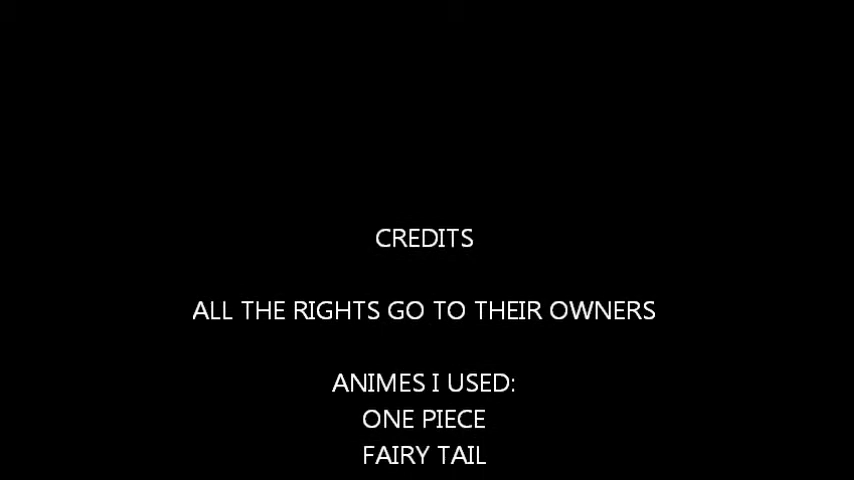 CREDITS
ALL THE RIGHTS GO TO THEIR OWNERS
ANIMES I USED:
ONE PIECE
FAIRY TAIL